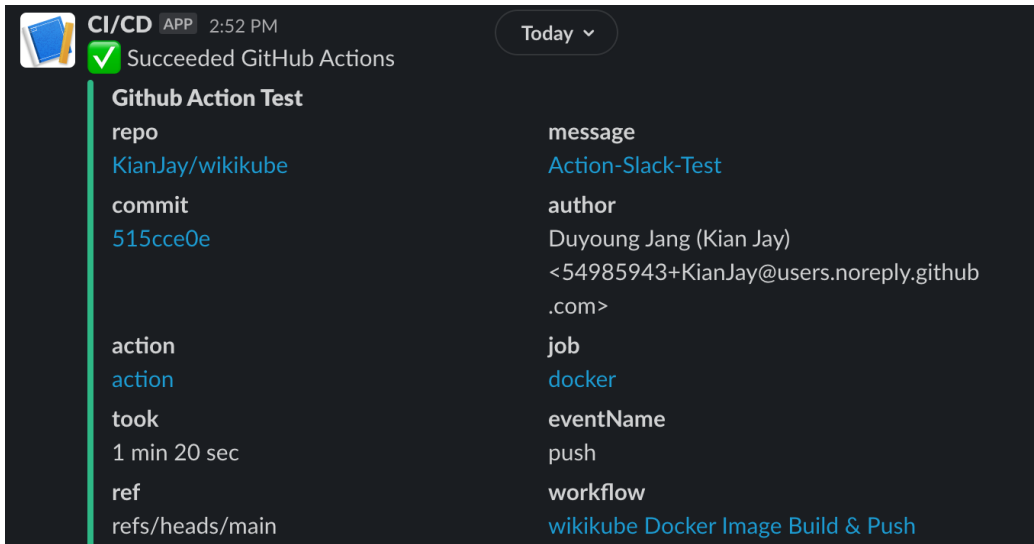 CI/CD APP 2:52 PM
Today
Succeeded GitHub Actions
Github Action Test
repo
KianJay/wikikube
message
Action-Slack-Test
commit
515cce0e
author
Duyoung Jang (Kian Jay)
<54985943+KianJay@users.noreply.github
.com>
action
action
job
docker
took
1 min 20 sec
eventName
push
ref
refs/heads/main
workflow
wikikube Docker Image Build & Push